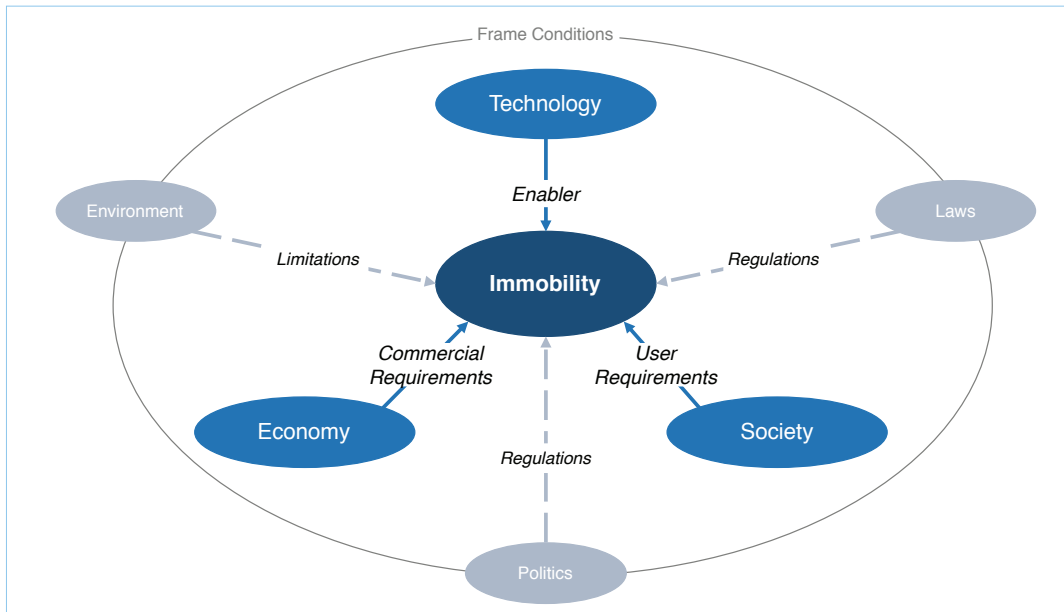 Frame Conditions
Technology
Enabler
Environment
Laws
Limitations
Regulations
Immobility
Commercial
Requirements
User
Requirements
Economy
Society
Regulations
Politics